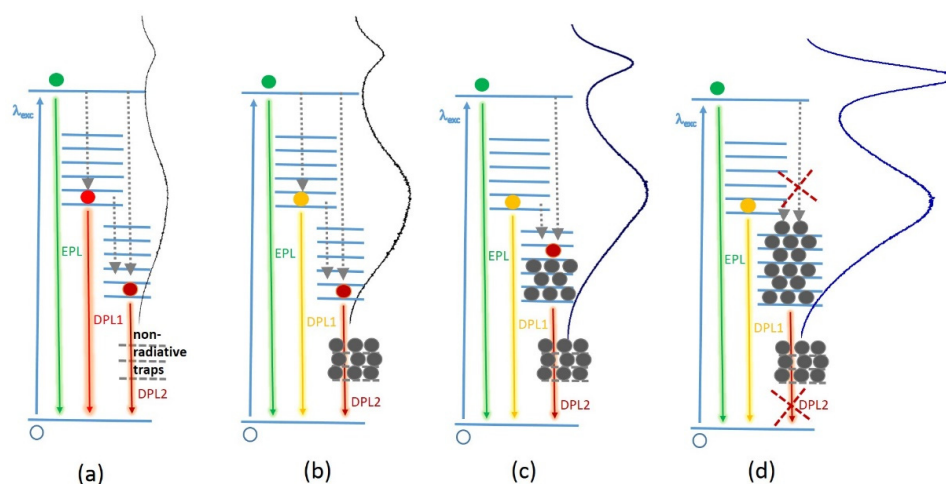 λexc
EPL
DPL1
non-
radiative
traps
DPL2
(a)
λexc
EPL
DPL1
DPL2
(b)
λexc
EPL
DPL1
DPL2
(c)
λexc
EPL
DPL1
DPL2
(d)